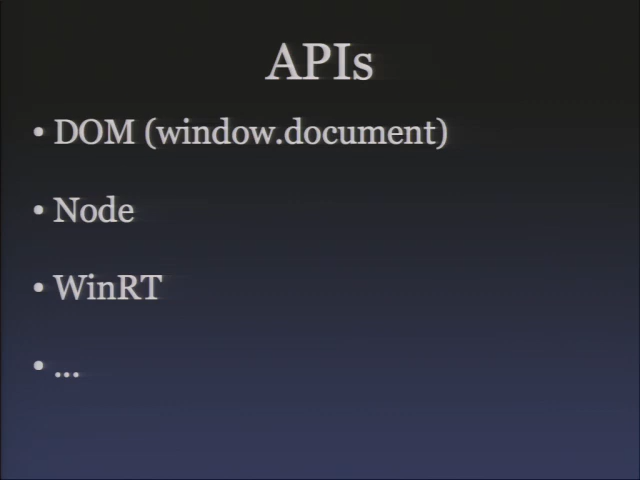 APIs
• DOM (window.document)
• Node
• WinRT
• ...